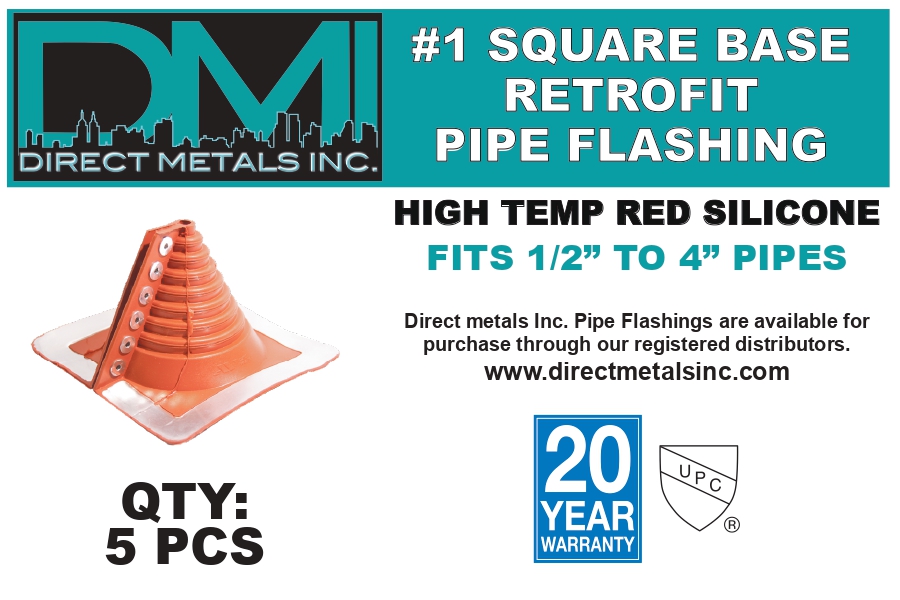 DMI
DIRECT METALS INC.
#1 SQUARE BASE
RETROFIT
PIPE FLASHING
HIGH TEMP RED SILICONE
FITS 1/2” TO 4” PIPES
Direct metals Inc. Pipe Flashings are available for
purchase through our registered distributors.
www.directmetalsinc.com
QTY:
5 PCS
20
YEAR
WARRANTY
UPC
®